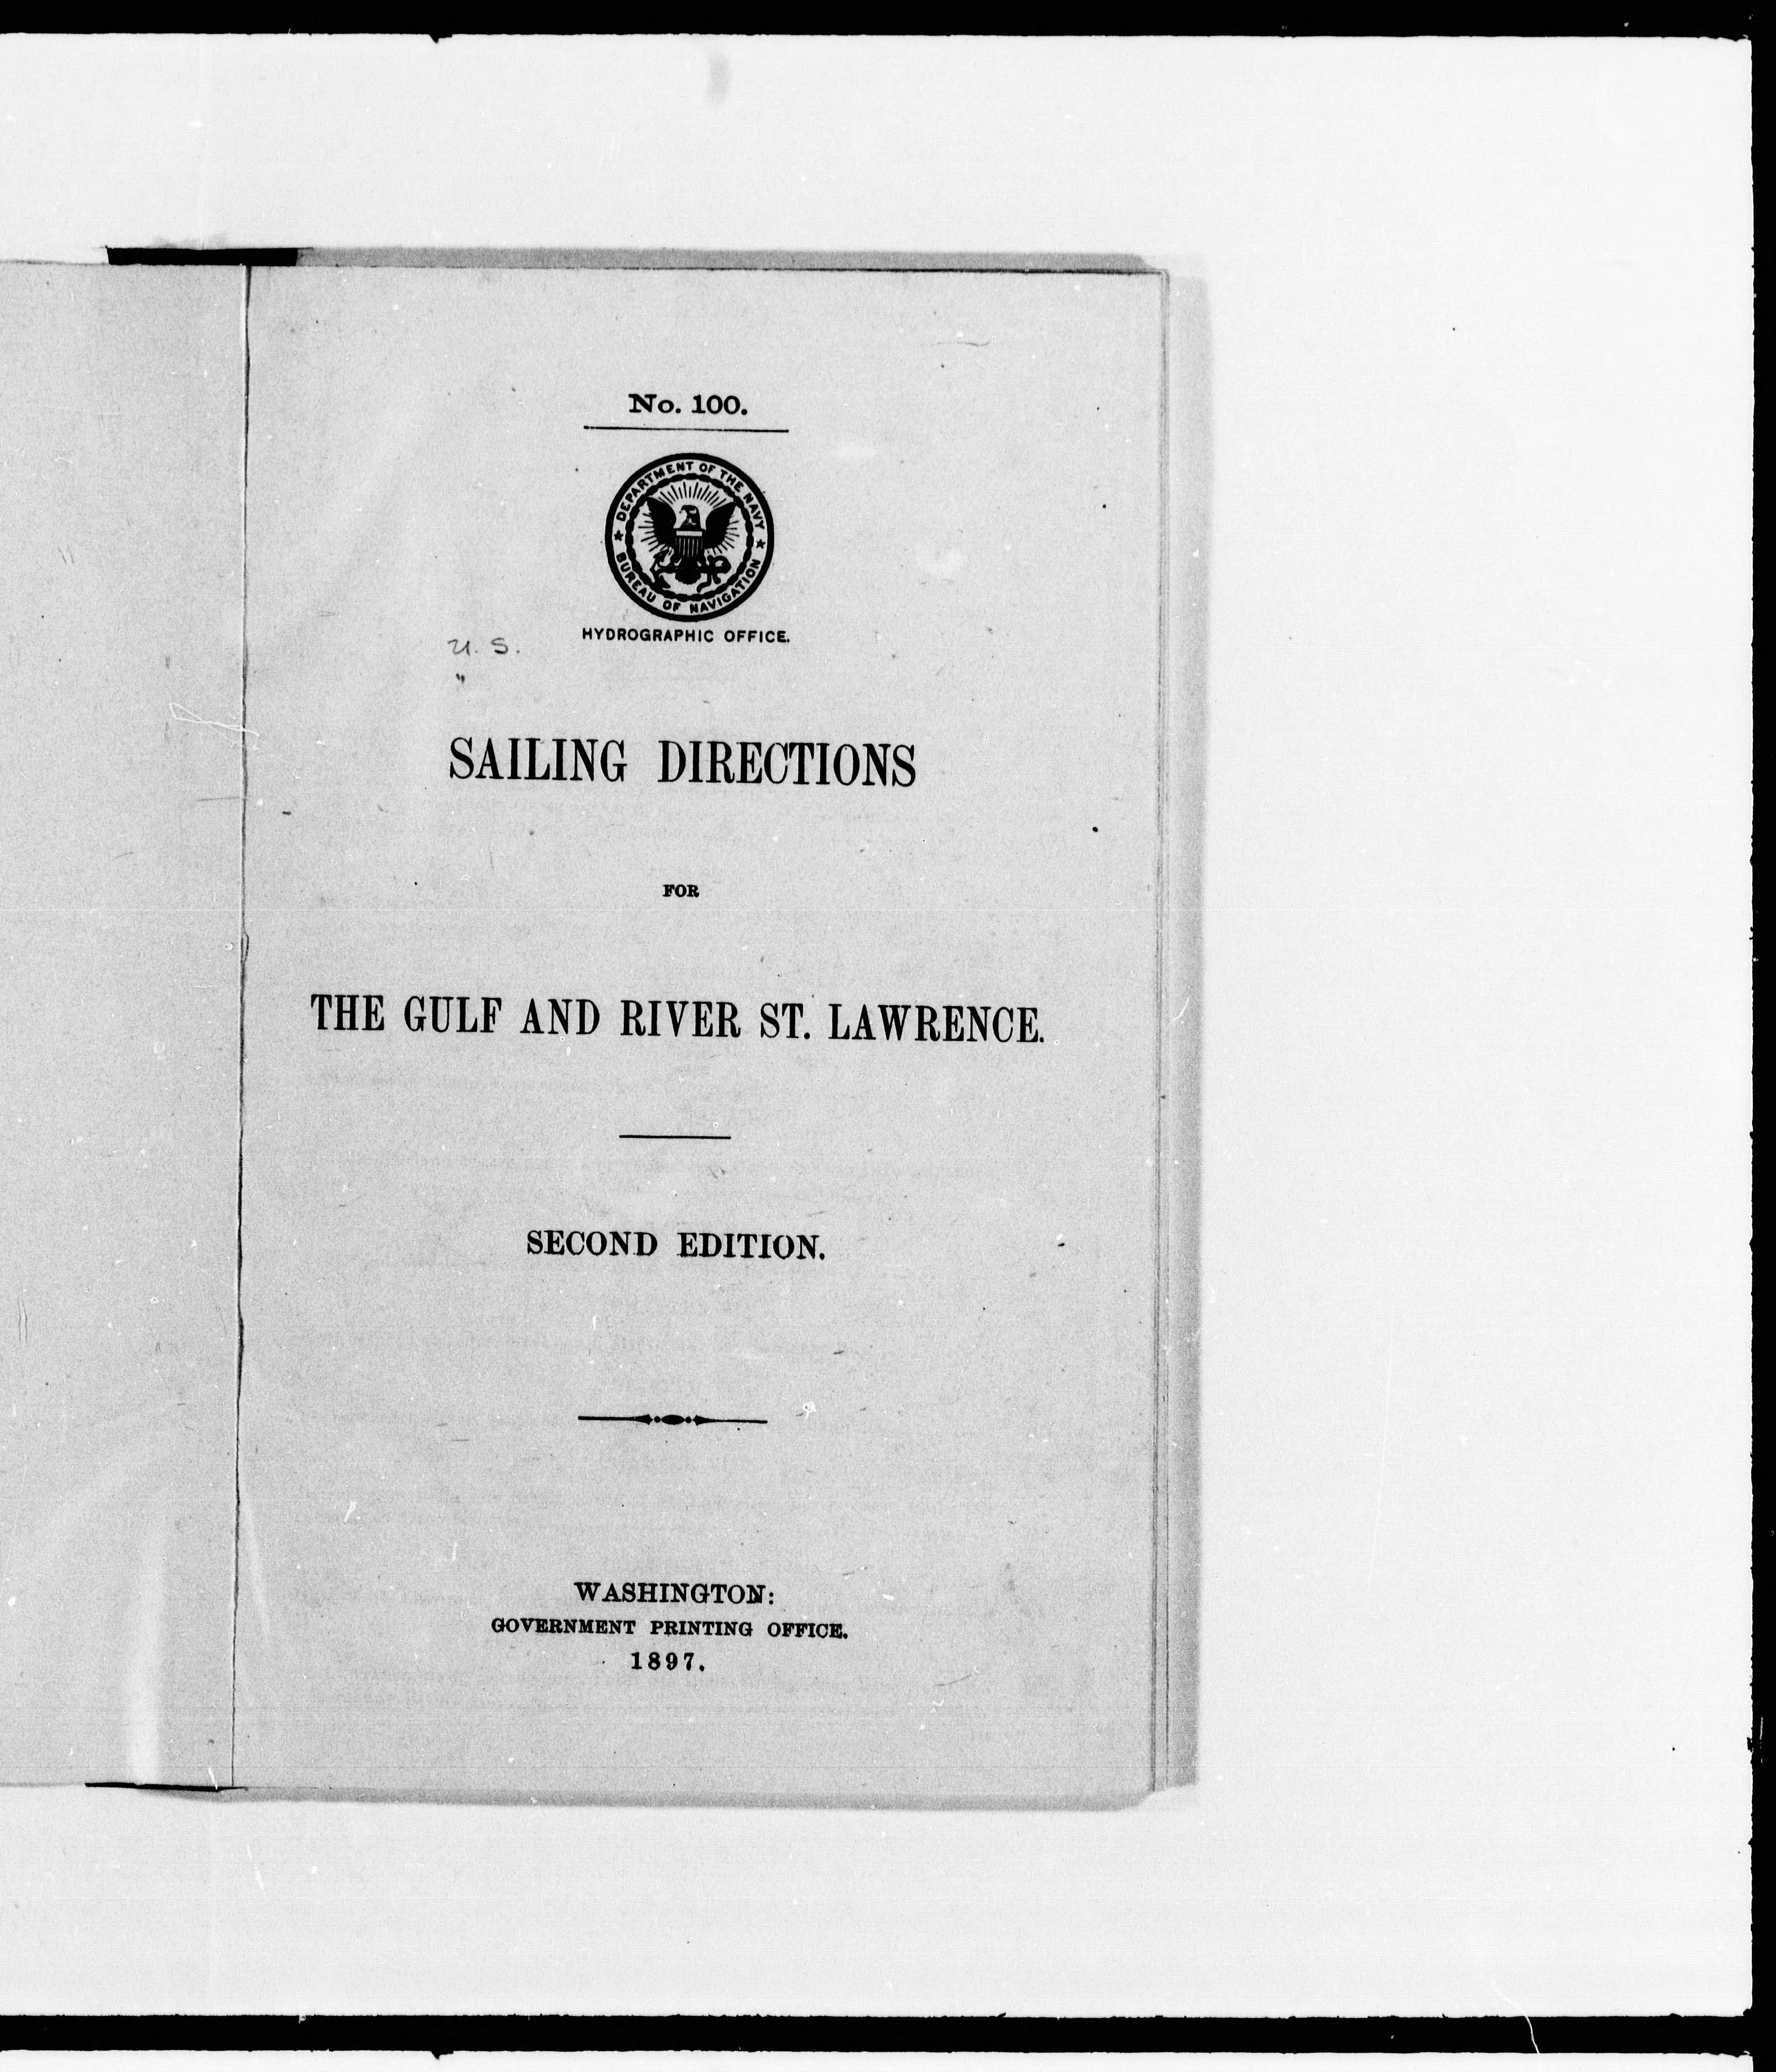 No. 100.
★ DEPARTMENT OF THE NAVY ★
BUREAU OF NAVIGATION
HYDROGRAPHIC OFFICE.
U. S.
"
SAILING DIRECTIONS
FOR
THE GULF AND RIVER ST. LAWRENCE.
SECOND EDITION.
WASHINGTON:
GOVERNMENT PRINTING OFFICE.
1897.